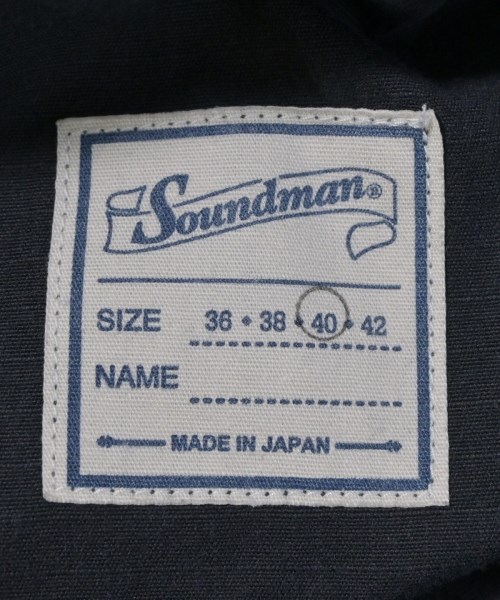 Soundman®
SIZE 36 • 38 • 40 • 42
NAME
MADE IN JAPAN